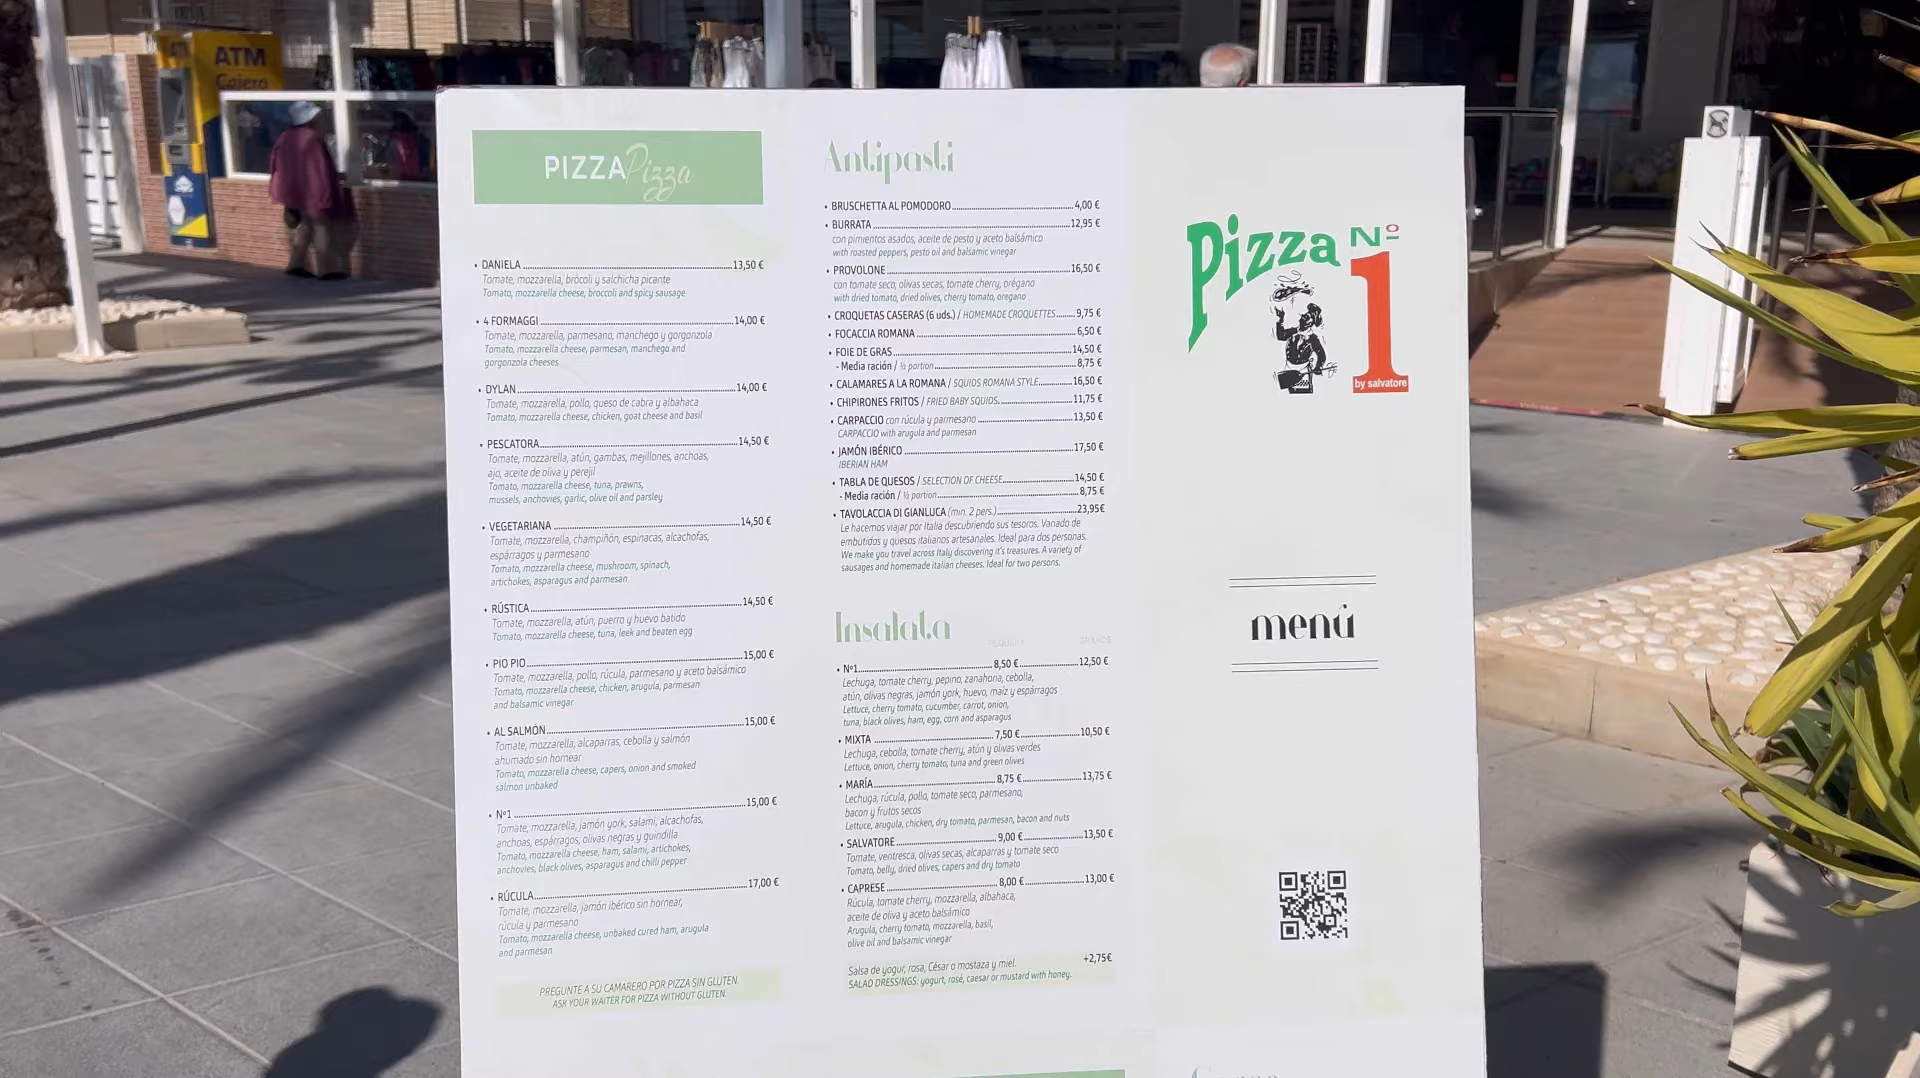 ATM
Cajero
PIZZA Pizza
• DANIELA 13,50 €
Tomate, mozzarella, brócoli y salchicha picante
Tomato, mozzarella cheese, broccoli and spicy sausage
• 4 FORMAGGI 14,00 €
Tomate, mozzarella, parmesano, manchego y gorgonzola
Tomato, mozzarella cheese, parmesan, manchego and
gorgonzola cheeses
• DYLAN 14,00 €
Tomate, mozzarella, pollo, queso de cabra y albahaca
Tomato, mozzarella cheese, chicken, goat cheese and basil
• PESCATORA 14,50 €
Tomate, mozzarella, atún, gambas, mejillones, anchoas,
ajo, aceite de oliva y perejil
Tomato, mozzarella cheese, tuna, prawns,
mussels, anchovies, garlic, olive oil and parsley
• VEGETARIANA 14,50 €
Tomate, mozzarella, champiñón, espinacas, alcachofas,
espárragos y parmesano
Tomato, mozzarella cheese, mushroom, spinach,
artichokes, asparagus and parmesan
• RÚSTICA 14,50 €
Tomate, mozzarella, atún, puerro y huevo batido
Tomato, mozzarella cheese, tuna, leek and beaten egg
• PIO PIO 15,00 €
Tomate, mozzarella, pollo, rúcula, parmesano y aceto balsámico
Tomato, mozzarella cheese, chicken, arugula, parmesan
and balsamic vinegar
• AL SALMÓN 15,00 €
Tomate, mozzarella, alcaparras, cebolla y salmón
ahumado sin hornear
Tomato, mozzarella cheese, capers, onion and smoked
salmon unbaked
• Nº1 15,00 €
Tomate, mozzarella, jamón york, salami, alcachofas,
anchoas, espárragos, olivas negras y guindilla
Tomato, mozzarella cheese, ham, salami, artichokes,
anchovies, black olives, asparagus and chilli pepper
• RÚCULA 17,00 €
Tomate, mozzarella, jamón ibérico sin hornear,
rúcula y parmesano
Tomato, mozzarella cheese, unbaked cured ham, arugula
and parmesan
PREGUNTE A SU CAMARERO POR PIZZA SIN GLUTEN.
ASK YOUR WAITER FOR PIZZA WITHOUT GLUTEN.
Antipasti
• BRUSCHETTA AL POMODORO 4,00 €
• BURRATA 12,95 €
con pimientos asados, aceite de pesto y aceto balsámico
with roasted peppers, pesto oil and balsamic vinegar
• PROVOLONE 16,50 €
con tomate seco, olivas secas, tomate cherry, orégano
with dried tomato, dried olives, cherry tomato, oregano
• CROQUETAS CASERAS (6 uds.) / HOMEMADE CROQUETTES 9,75 €
• FOCACCIA ROMANA 6,50 €
• FOIE DE GRAS 14,50 €
- Media ración / ½ portion 8,75 €
• CALAMARES A LA ROMANA / SQUIDS ROMANA STYLE 16,50 €
• CHIPIRONES FRITOS / FRIED BABY SQUIDS 11,75 €
• CARPACCIO con rúcula y parmesano 13,50 €
CARPACCIO with arugula and parmesan
• JAMÓN IBÉRICO 17,50 €
IBERIAN HAM
• TABLA DE QUESOS / SELECTION OF CHEESE 14,50 €
- Media ración / ½ portion 8,75 €
• TAVOLACCIA DI GIANLUCA (min. 2 pers.) 23,95€
Le hacemos viajar por Italia descubriendo sus tesoros. Variado de
embutidos y quesos italianos artesanales. Ideal para dos personas.
We make you travel across Italy discovering it's treasures. A variety of
sausages and homemade italian cheeses. Ideal for two persons.
Insalata PEQUEÑA GRANDE
• Nº1 8,50 € 12,50 €
Lechuga, tomate cherry, pepino, zanahoria, cebolla,
atún, olivas negras, jamón york, huevo, maíz y espárragos
Lettuce, cherry tomato, cucumber, carrot, onion,
tuna, black olives, ham, egg, corn and asparagus
• MIXTA 7,50 € 10,50 €
Lechuga, cebolla, tomate cherry, atún y olivas verdes
Lettuce, onion, cherry tomato, tuna and green olives
• MARÍA 8,75 € 13,75 €
Lechuga, rúcula, pollo, tomate seco, parmesano,
bacon y frutos secos
Lettuce, arugula, chicken, dry tomato, parmesan, bacon and nuts
• SALVATORE 9,00 € 13,50 €
Tomate, ventresca, olivas secas, alcaparras y tomate seco
Tomato, belly, dried olives, capers and dry tomato
• CAPRESE 8,00 € 13,00 €
Rúcula, tomate cherry, mozzarella, albahaca,
aceite de oliva y aceto balsámico
Arugula, cherry tomato, mozzarella, basil,
olive oil and balsamic vinegar
Salsa de yogur, rosa, César o mostaza y miel. +2,75€
SALAD DRESSINGS: yogurt, rosé, caesar or mustard with honey.
Pizza Nº
1
by salvatore
menú